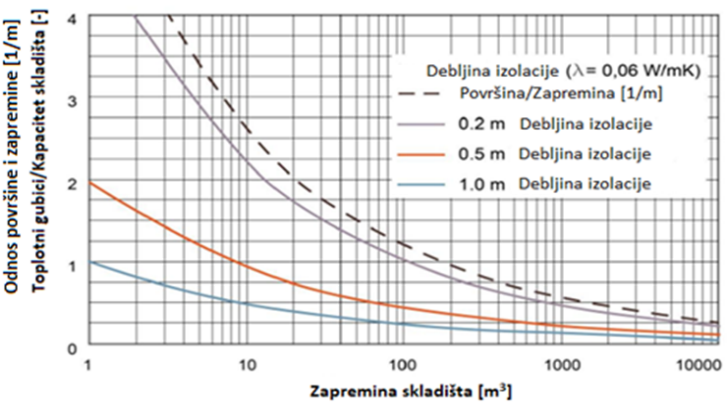 Odnos površine i zapremine [1/m]
Toplotni gubici/Kapacitet skladišta [-]
4
3
2
1
0
Debljina izolacije (λ= 0,06 W/mK)
Površina/Zapremina [1/m]
0.2 m Debljina izolacije
0.5 m Debljina izolacije
1.0 m Debljina izolacije
1 10 100 1000 10000
Zapremina skladišta [m³]